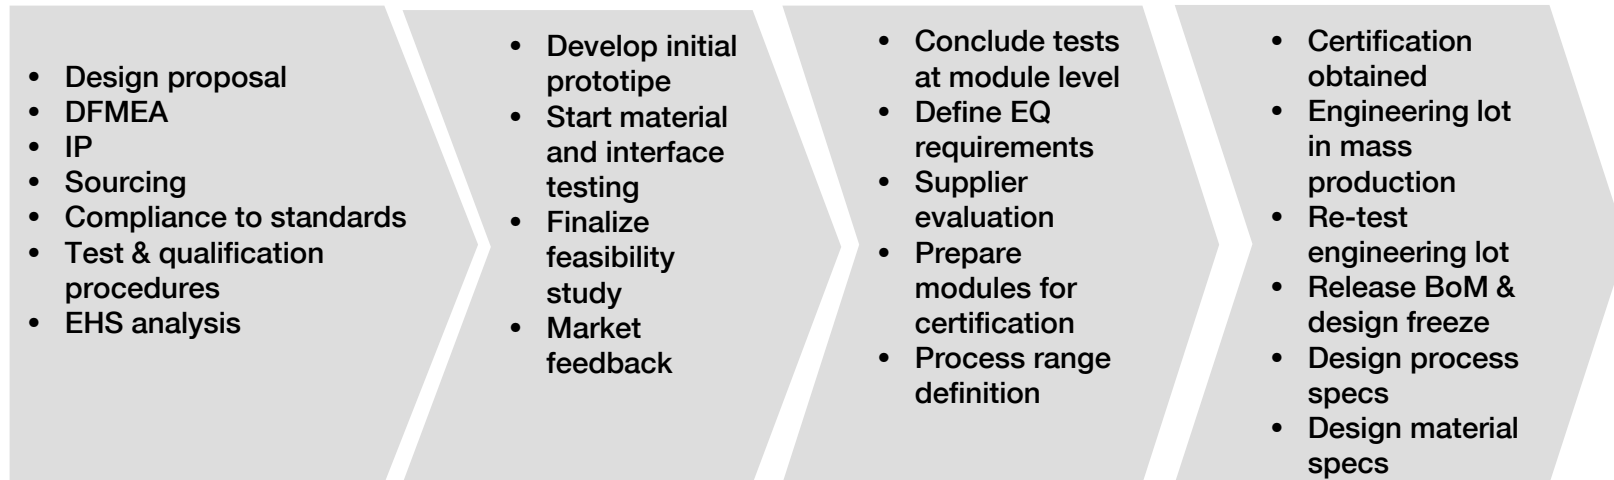 • Design proposal
• DFMEA
• IP
• Sourcing
• Compliance to standards
• Test & qualification
procedures
• EHS analysis
• Develop initial
prototipe
• Start material
and interface
testing
• Finalize
feasibility
study
• Market
feedback
• Conclude tests
at module level
• Define EQ
requirements
• Supplier
evaluation
• Prepare
modules for
certification
• Process range
definition
• Certification
obtained
• Engineering lot
in mass
production
• Re-test
engineering lot
• Release BoM &
design freeze
• Design process
specs
• Design material
specs